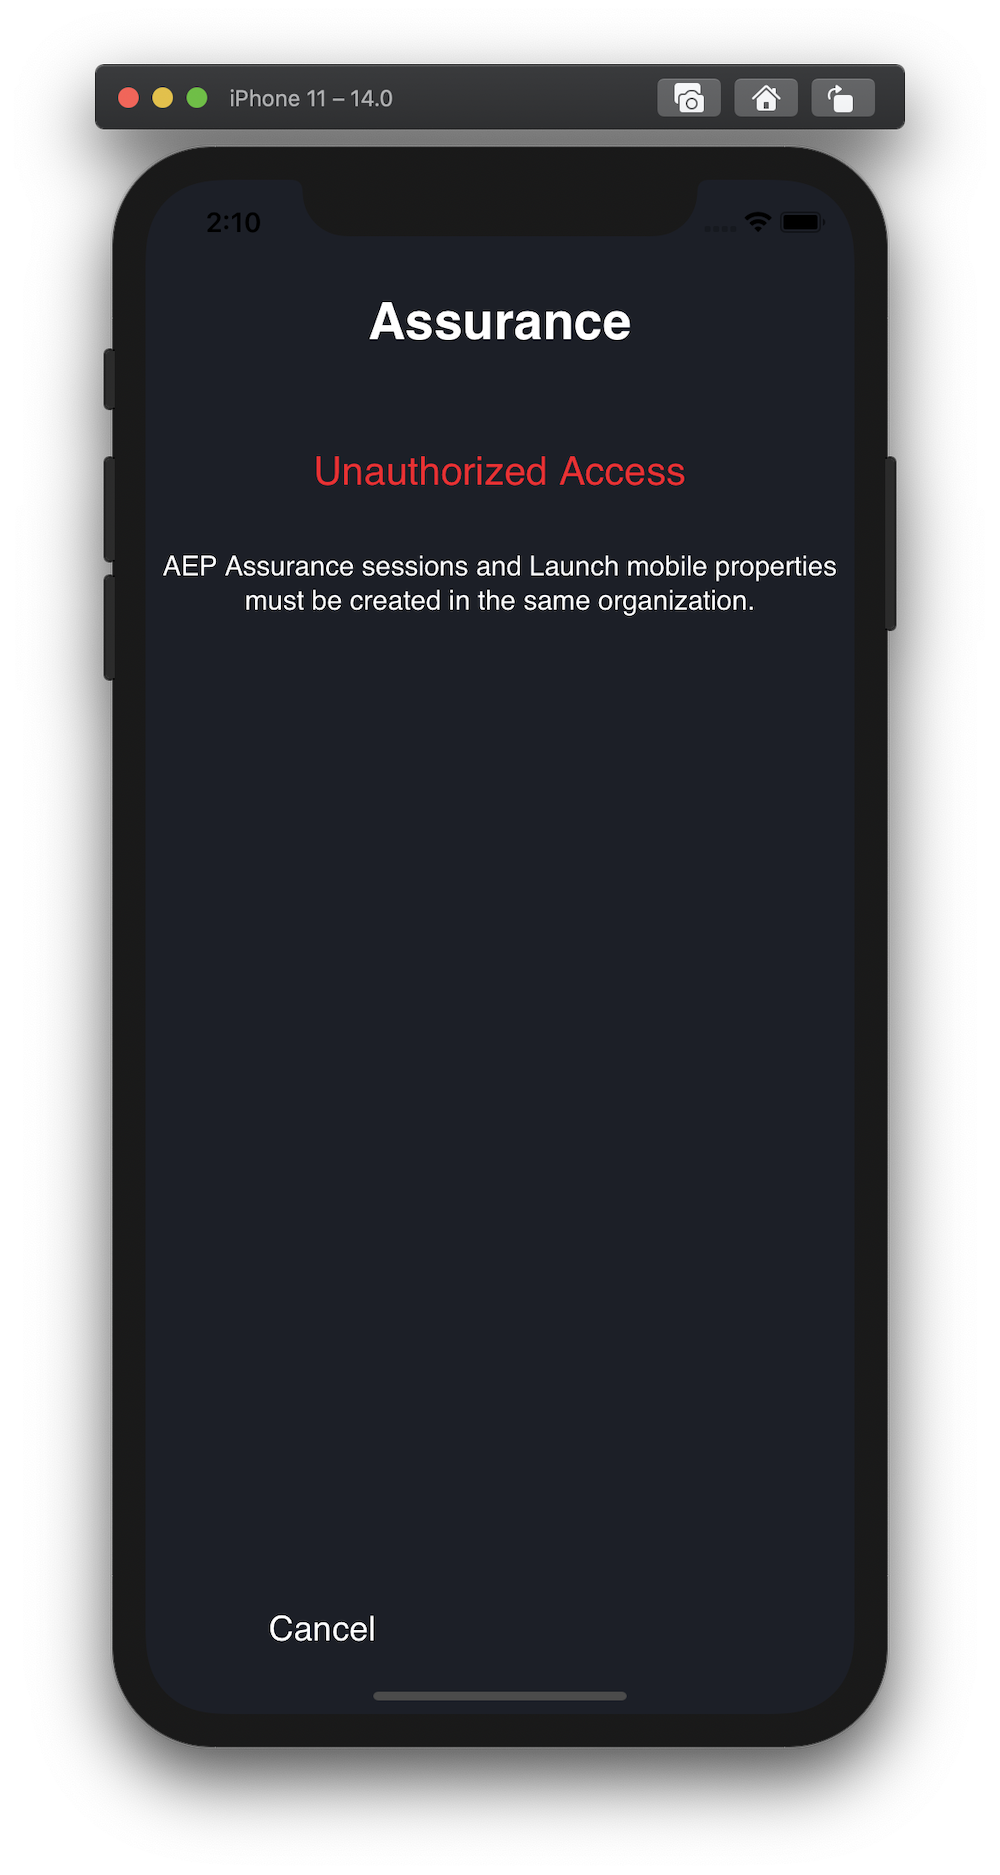 iPhone 11 – 14.0
2:10
Assurance
Unauthorized Access
AEP Assurance sessions and Launch mobile properties
must be created in the same organization.
Cancel